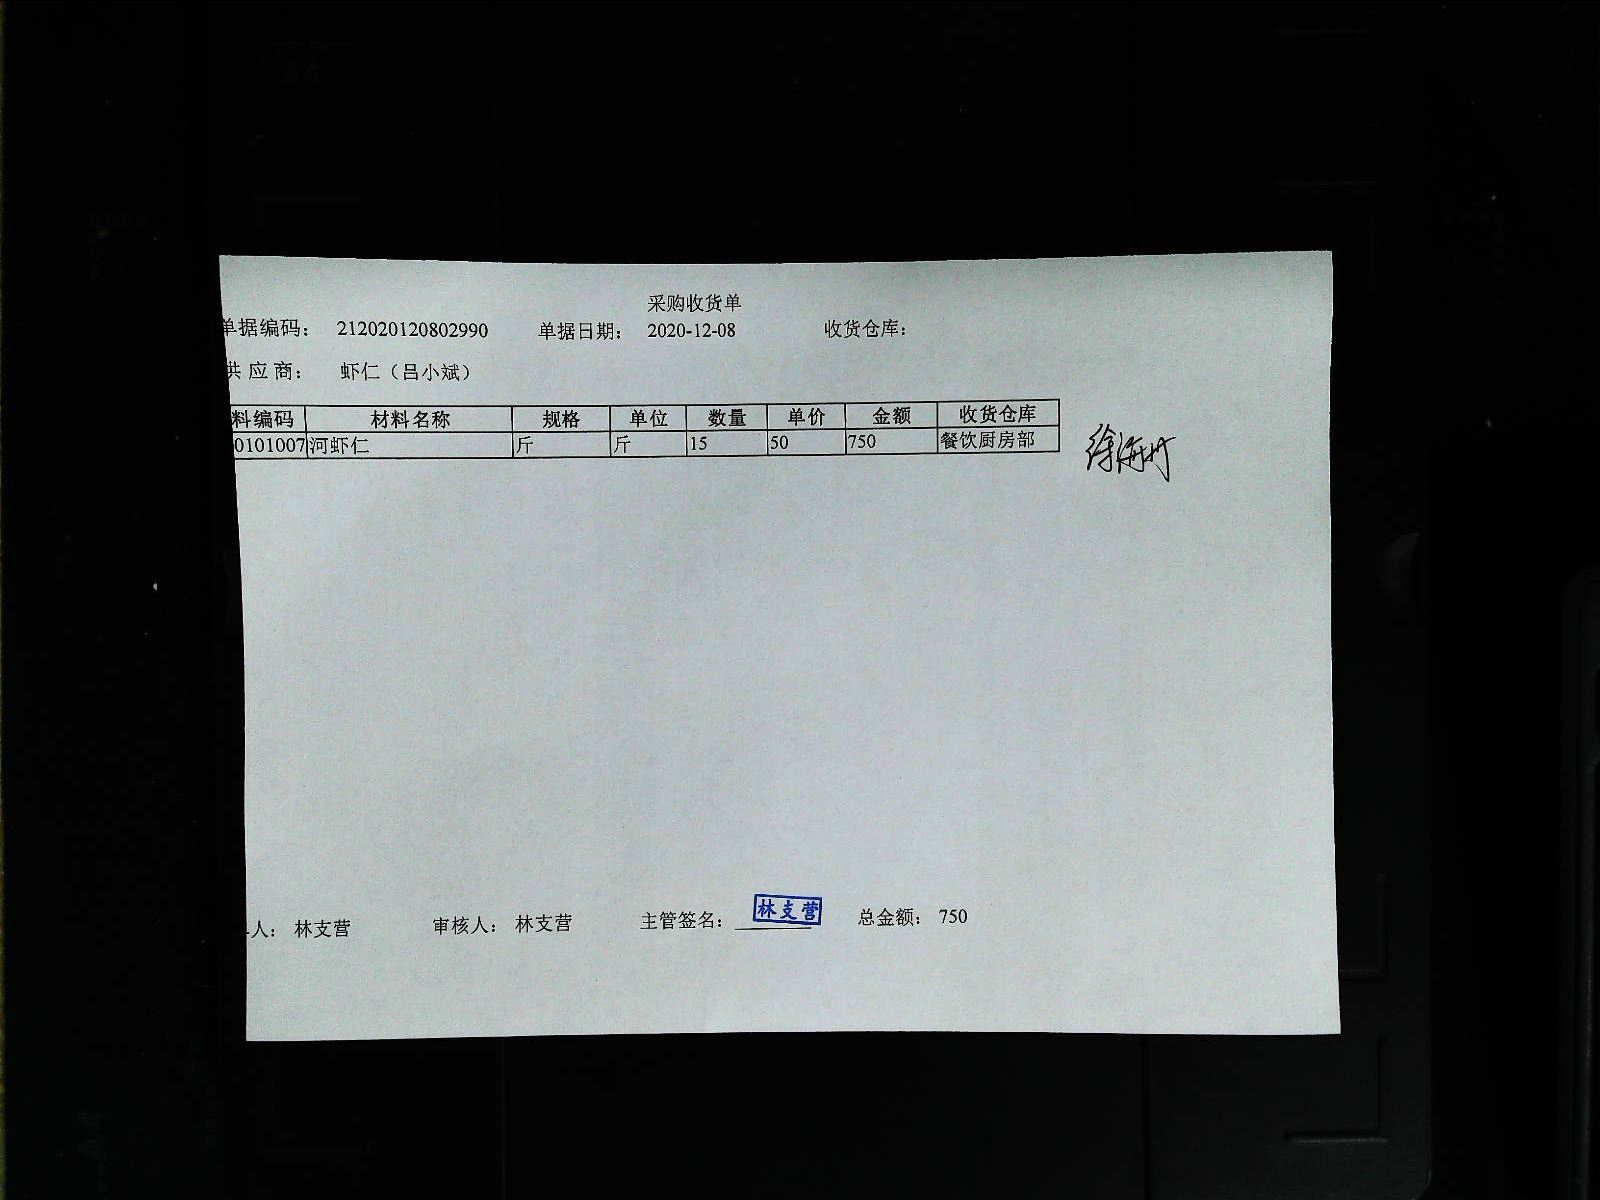 采购收货单
单据编码： 212020120802990 单据日期： 2020-12-08 收货仓库：
供 应 商： 虾仁（吕小斌）
料编码 材料名称 规格 单位 数量 单价 金额 收货仓库
0101007 河虾仁 斤 斤 15 50 750 餐饮厨房部
人： 林支营 审核人： 林支营 主管签名： 林支营 总金额： 750